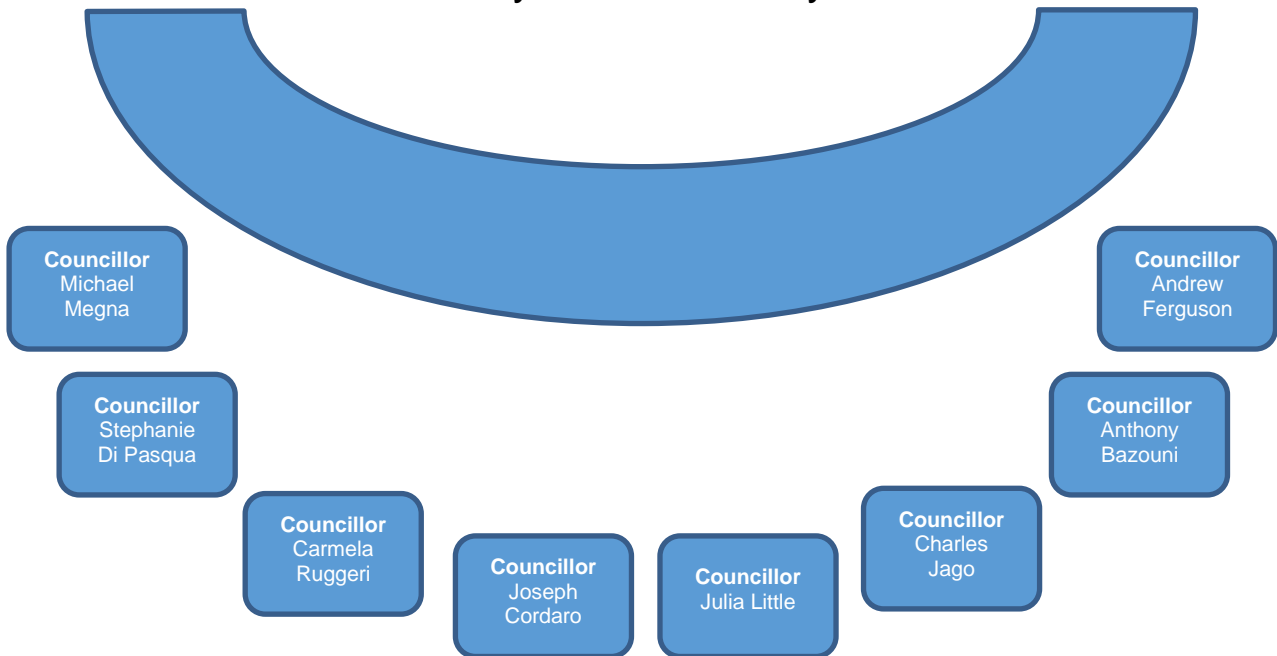 Councillor
Michael
Megna
Councillor
Andrew
Ferguson
Councillor
Stephanie
Di Pasqua
Councillor
Anthony
Bazouni
Councillor
Carmela
Ruggeri
Councillor
Charles
Jago
Councillor
Joseph
Cordaro
Councillor
Julia Little